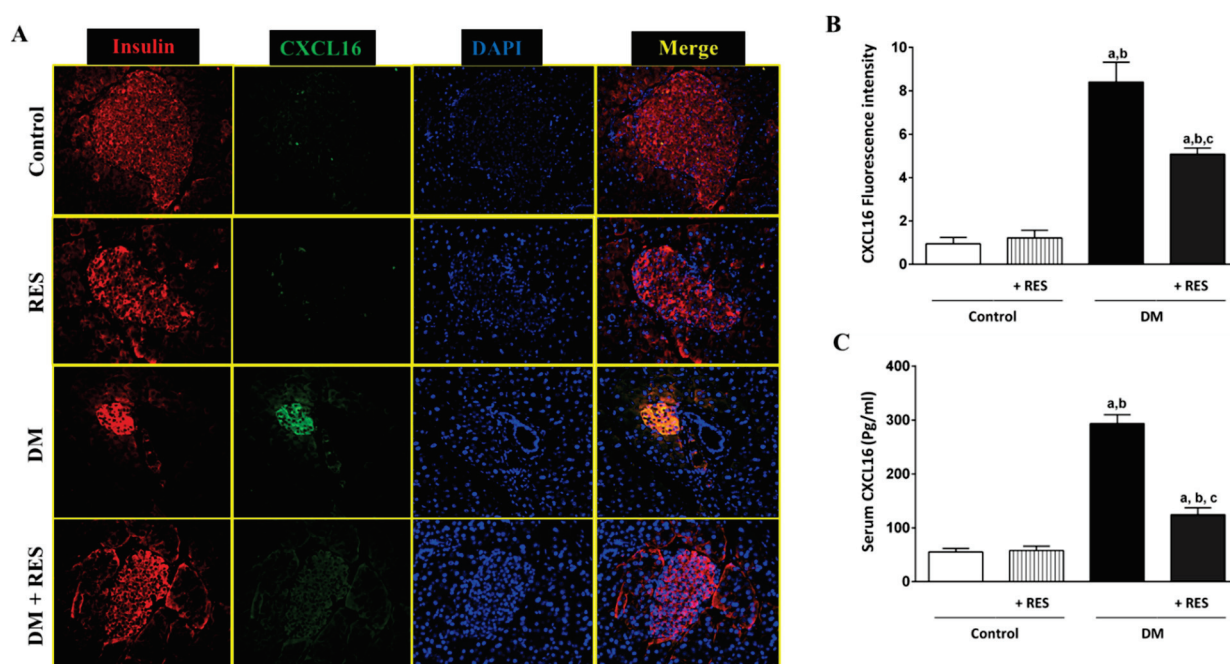 A
Insulin
CXCL16
DAPI
Merge
Control
RES
DM
DM + RES
B
CXCL16 Fluorescence intensity
10
8
6
4
2
0
a,b
a,b,c
+ RES
+ RES
Control
DM
C
Serum CXCL16 (Pg/ml)
400
300
200
100
0
a,b
a, b, c
+ RES
+ RES
Control
DM